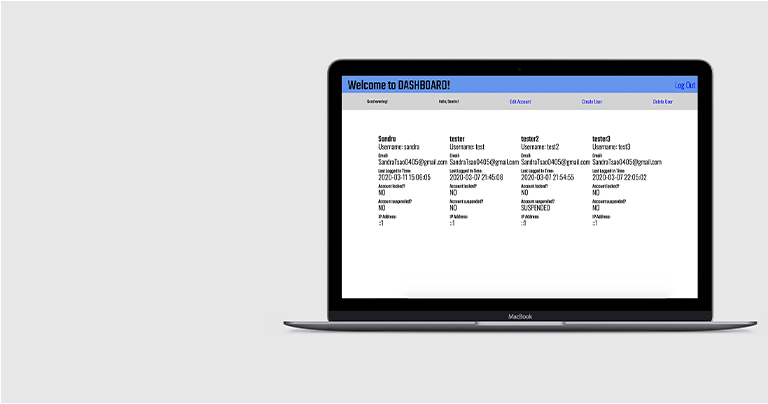 Welcome to DASHBOARD!
Log Out
Good evening!
Hello, Sandra!
Edit Account
Create User
Delete User
Sandra
Username: sandra
Email:
SandraTsao0405@gmail.com
Last Logged In Time:
2020-03-11 15:06:05
Account locked?
NO
Account suspended?
NO
IP Address:
::1
tester
Username: test
Email:
SandraTsao0405@gmail.com
Last Logged In Time:
2020-03-07 21:45:08
Account locked?
NO
Account suspended?
NO
IP Address:
::1
tester2
Username: test2
Email:
SandraTsao0405@gmail.com
Last Logged In Time:
2020-03-07 21:54:55
Account locked?
NO
Account suspended?
SUSPENDED
IP Address:
::1
tester3
Username: test3
Email:
SandraTsao0405@gmail.com
Last Logged In Time:
2020-03-07 22:05:02
Account locked?
NO
Account suspended?
NO
IP Address:
::1
MacBook